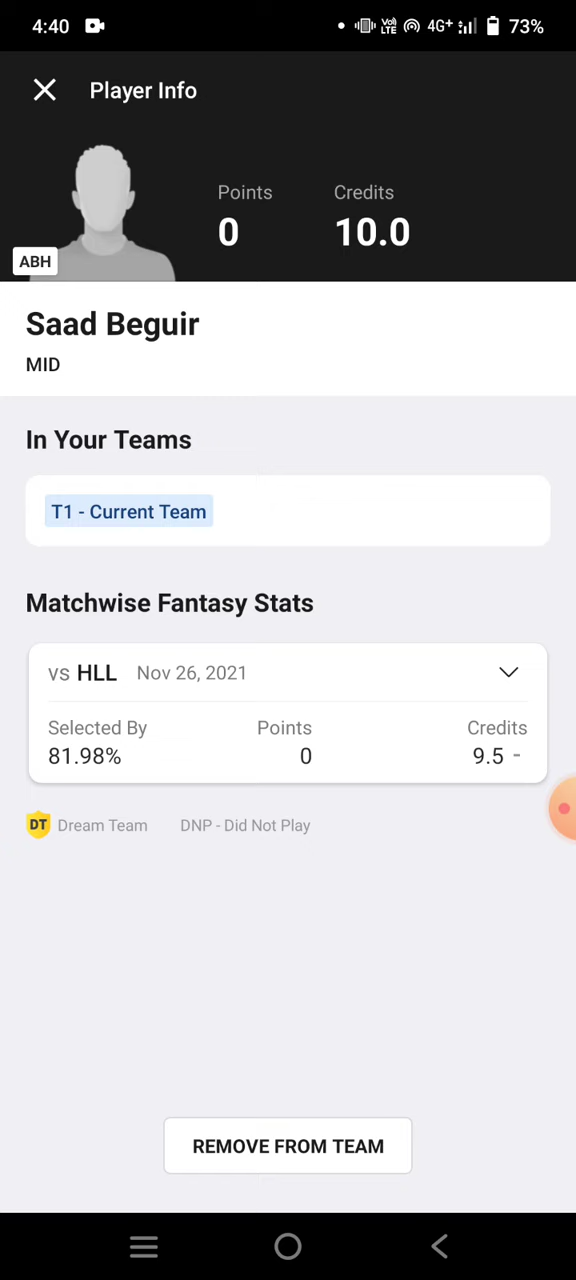 4:40 Vo) LTE 4G+ 73%
Player Info
Points Credits
0 10.0
ABH
Saad Beguir
MID
In Your Teams
T1 - Current Team
Matchwise Fantasy Stats
vs HLL Nov 26, 2021
Selected By Points Credits
81.98% 0 9.5 -
DT Dream Team DNP - Did Not Play
REMOVE FROM TEAM